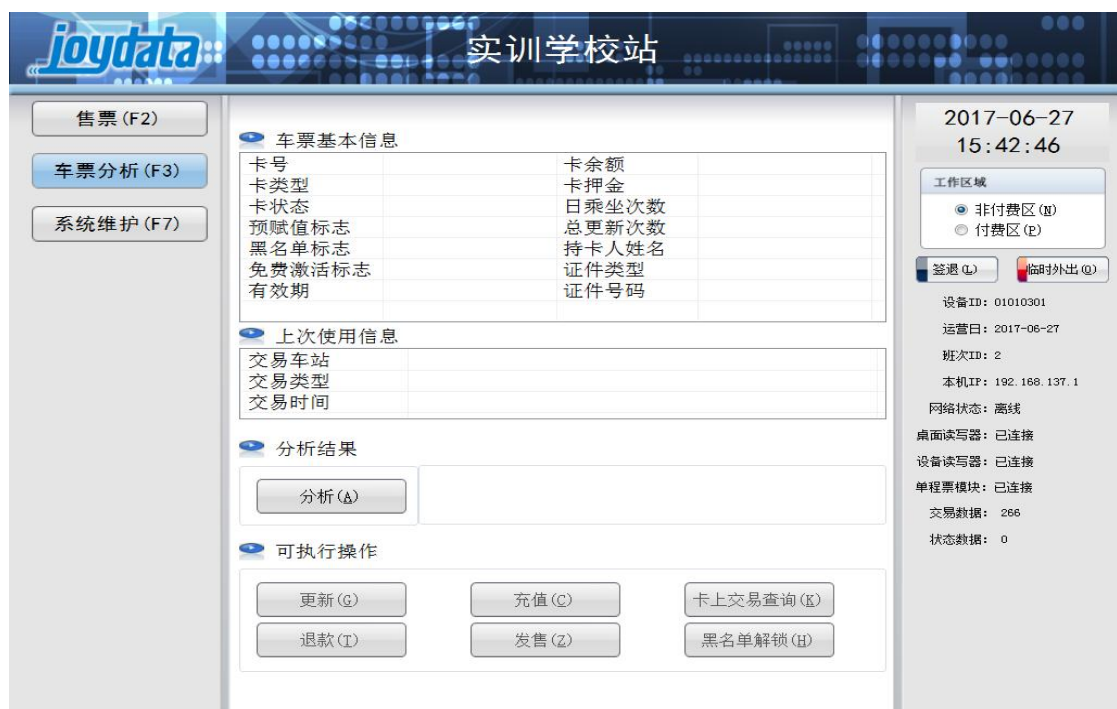 joydata
实训学校站
售票(F2)
车票分析(F3)
系统维护(F7)
车票基本信息
卡号 卡余额
卡类型 卡押金
卡状态 日乘坐次数
预赋值标志 总更新次数
黑名单标志 持卡人姓名
免费激活标志 证件类型
有效期 证件号码
上次使用信息
交易车站
交易类型
交易时间
分析结果
分析(A)
可执行操作
更新(G) 充值(C) 卡上交易查询(K)
退款(T) 发售(Z) 黑名单解锁(H)
2017-06-27
15:42:46
工作区域
非付费区(N)
付费区(P)
签退(L) 临时外出(O)
设备ID: 01010301
运营日: 2017-06-27
班次ID: 2
本机IP: 192.168.137.1
网络状态: 离线
桌面读写器: 已连接
设备读写器: 已连接
单程票模块: 已连接
交易数据: 266
状态数据: 0